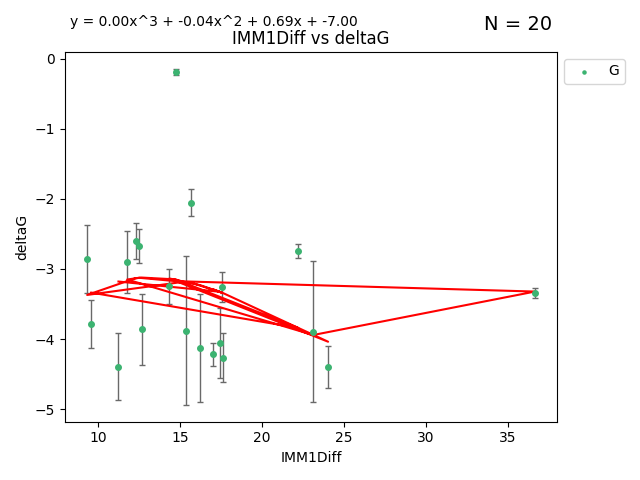 y = 0.00x^3 + -0.04x^2 + 0.69x + -7.00
N = 20
IMM1Diff vs deltaG
G
0
−1
−2
−3
−4
−5
deltaG
10 15 20 25 30 35
IMM1Diff